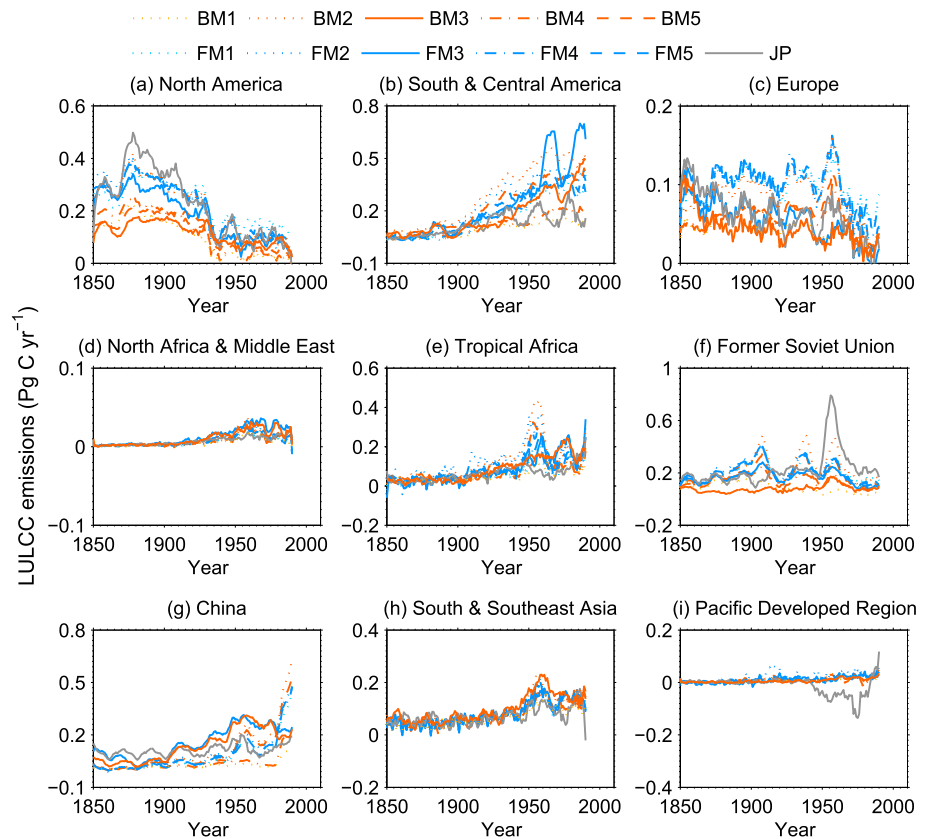 BM1 BM2 BM3 BM4 BM5
FM1 FM2 FM3 FM4 FM5 JP
(a) North America (b) South & Central America (c) Europe
0.6 0.8 0.2
0.4 0.5
0.2 0.2 0.1
0 −0.1 0
1850 1900 1950 2000 1850 1900 1950 2000 1850 1900 1950 2000
Year Year Year
LULCC emissions (Pg C yr⁻¹)
(d) North Africa & Middle East (e) Tropical Africa (f) Former Soviet Union
0.1 0.6 1
0.4 0.6
0 0.2 0.2
0
−0.1 −0.2 −0.2
1850 1900 1950 2000 1850 1900 1950 2000 1850 1900 1950 2000
Year Year Year
(g) China (h) South & Southeast Asia (i) Pacific Developed Region
0.8 0.4 0.2
0.5 0.2 0
0.2 0 −0.2
−0.1 −0.2 −0.4
1850 1900 1950 2000 1850 1900 1950 2000 1850 1900 1950 2000
Year Year Year